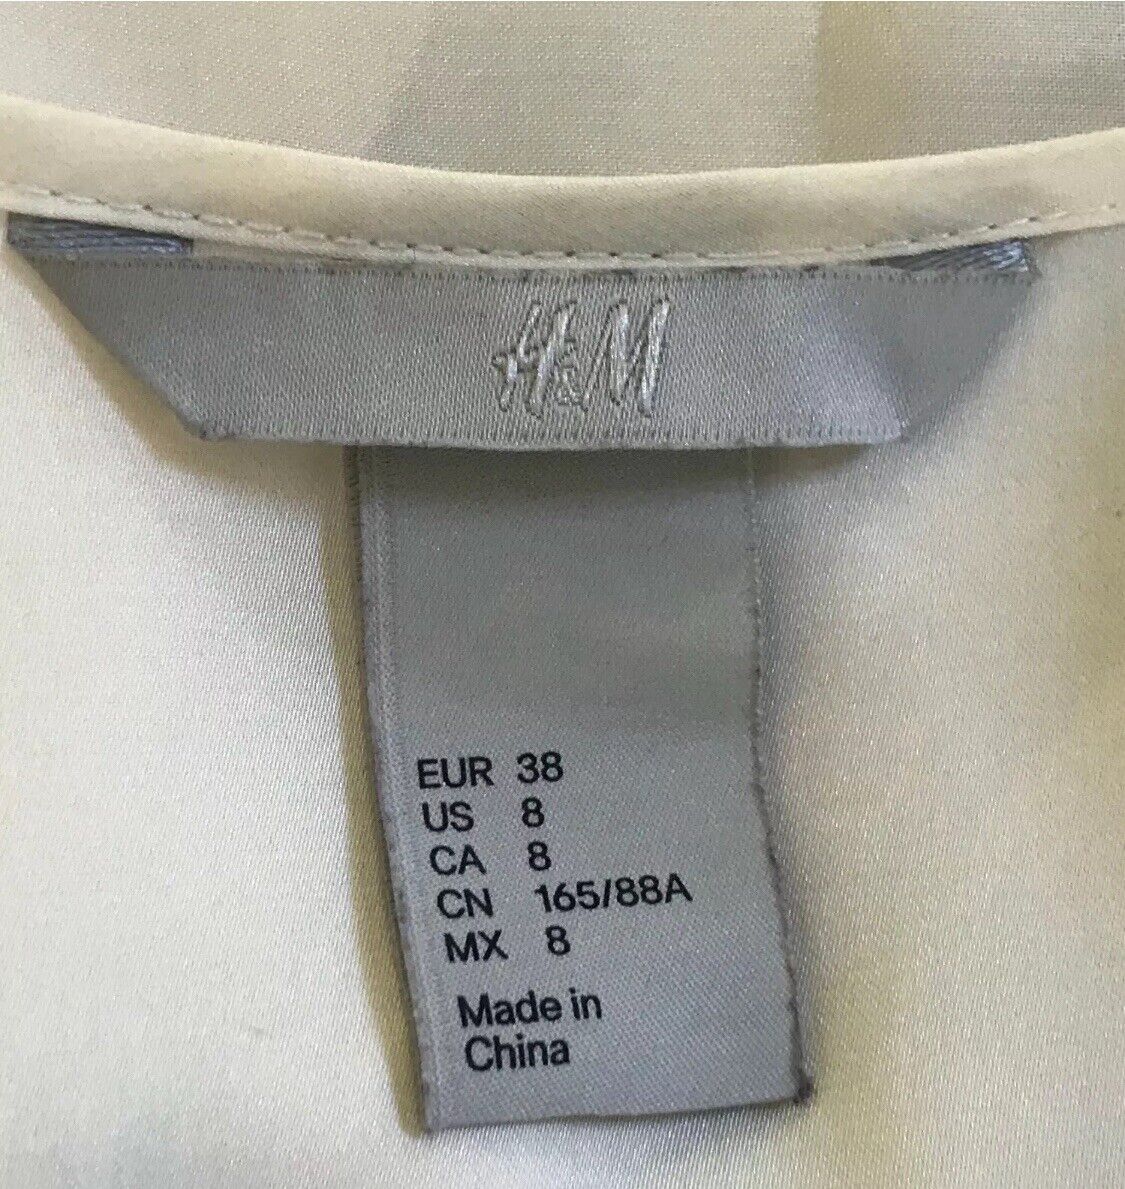 H&M
EUR 38
US 8
CA 8
CN 165/88A
MX 8
Made in
China